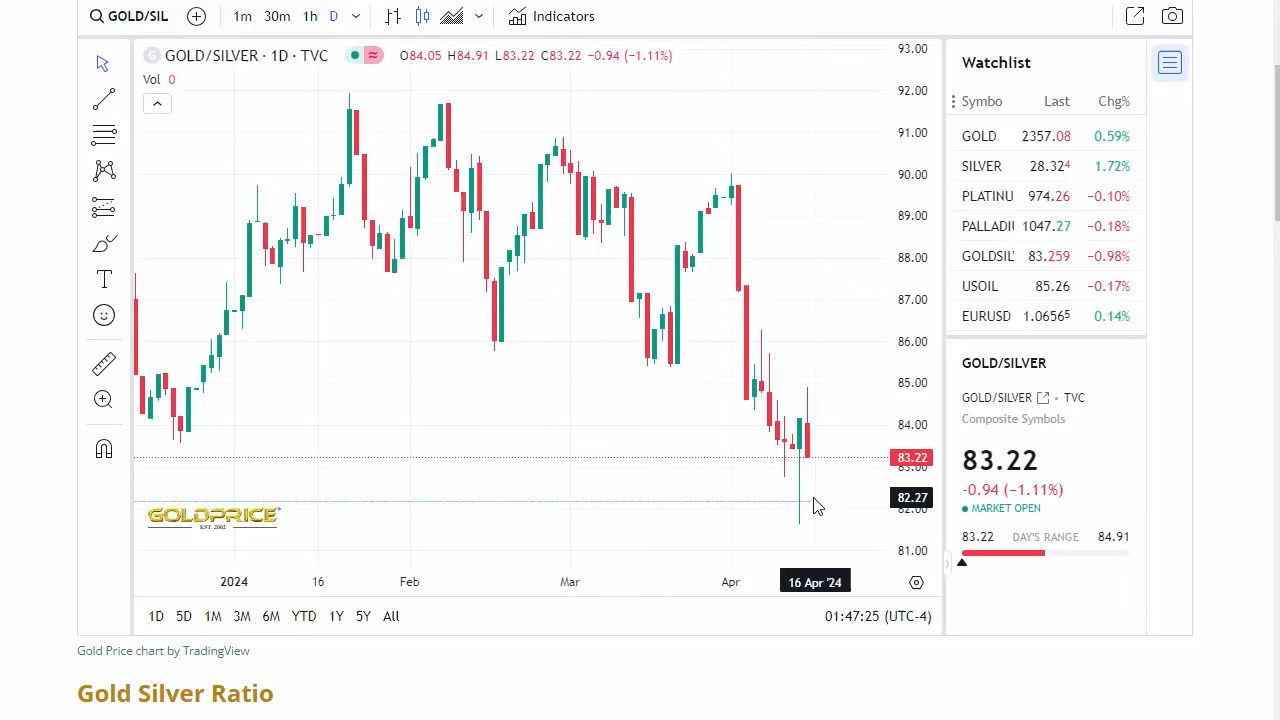 GOLD/SIL 1m 30m 1h D Indicators
GOLD/SILVER · 1D · TVC ≈ O84.05 H84.91 L83.22 C83.22 −0.94 (−1.11%)
Vol 0
93.00
92.00
91.00
90.00
89.00
88.00
87.00
86.00
85.00
84.00
83.22
83.00
82.27
82.00
81.00
GOLDPRICE
EST. 2002
2024 16 Feb Mar Apr 16 Apr '24
1D 5D 1M 3M 6M YTD 1Y 5Y All 01:47:25 (UTC-4)
Watchlist
Symbo Last Chg%
GOLD 2357.08 0.59%
SILVER 28.324 1.72%
PLATINU 974.26 −0.10%
PALLADIU 1047.27 −0.18%
GOLDSIL 83.259 −0.98%
USOIL 85.26 −0.17%
EURUSD 1.06565 0.14%
GOLD/SILVER
GOLD/SILVER • TVC
Composite Symbols
83.22
−0.94 (−1.11%)
MARKET OPEN
83.22 DAY'S RANGE 84.91
Gold Price chart by TradingView
Gold Silver Ratio